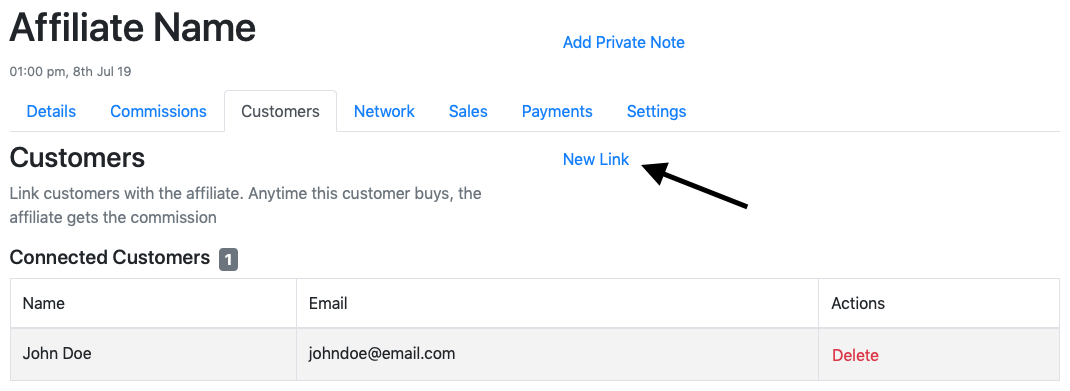 Affiliate Name
Add Private Note
01:00 pm, 8th Jul 19
Details Commissions Customers Network Sales Payments Settings
Customers
New Link
Link customers with the affiliate. Anytime this customer buys, the
affiliate gets the commission
Connected Customers 1
Name Email Actions
John Doe johndoe@email.com Delete